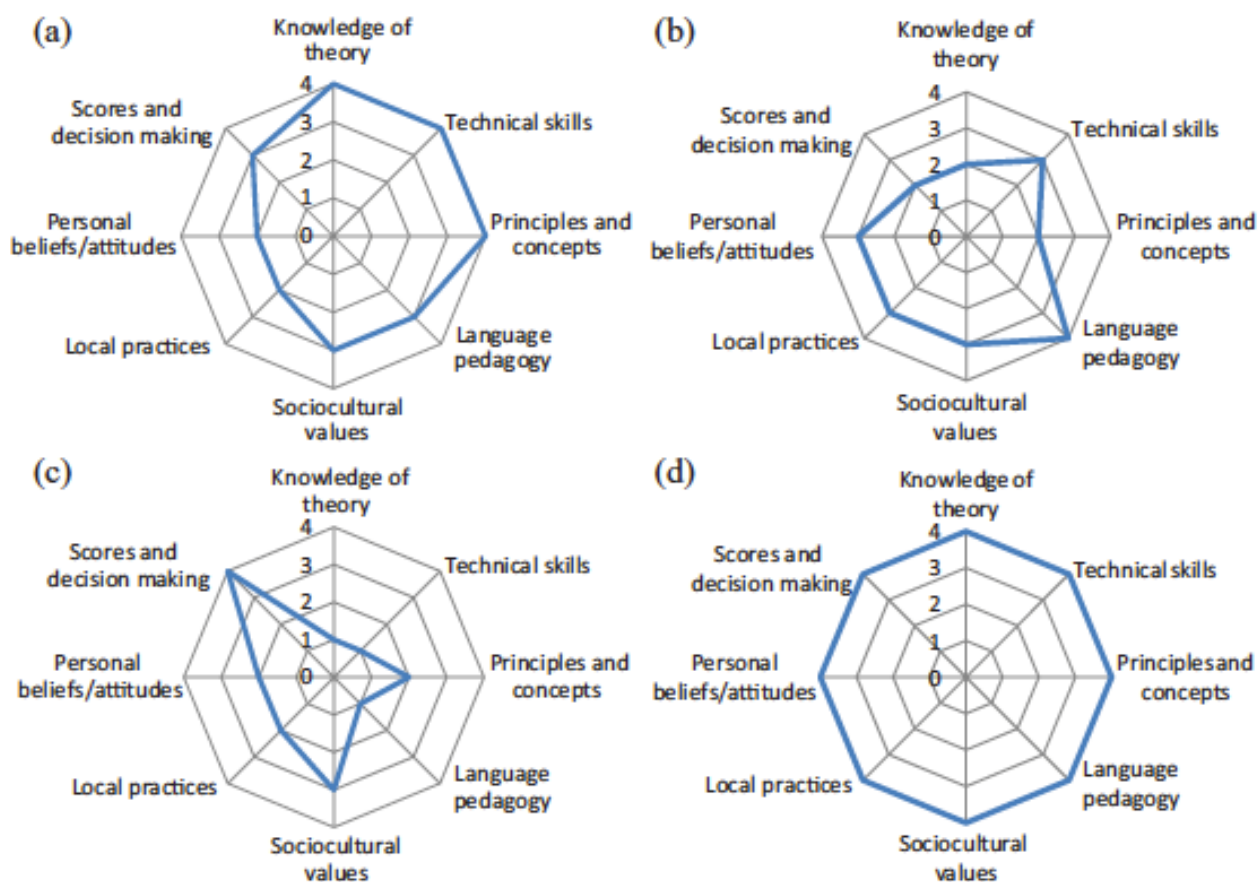 (a)
Knowledge of
theory
4
3
2
1
0
Scores and
decision making
Technical skills
Personal
beliefs/attitudes
Principles and
concepts
Local practices
Language
pedagogy
Sociocultural
values
(b)
Knowledge of
theory
4
3
2
1
0
Scores and
decision making
Technical skills
Personal
beliefs/attitudes
Principles and
concepts
Local practices
Language
pedagogy
Sociocultural
values
(c)
Knowledge of
theory
4
3
2
1
0
Scores and
decision making
Technical skills
Personal
beliefs/attitudes
Principles and
concepts
Local practices
Language
pedagogy
Sociocultural
values
(d)
Knowledge of
theory
4
3
2
1
0
Scores and
decision making
Technical skills
Personal
beliefs/attitudes
Principles and
concepts
Local practices
Language
pedagogy
Sociocultural
values